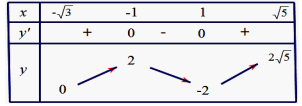 x -√3 -1 1 √5
y' + 0 - 0 + 
y 0 2 -2 2√5